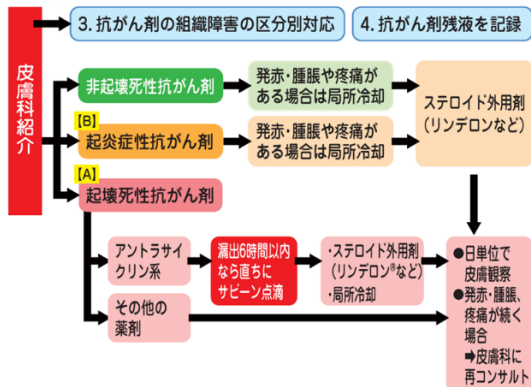 3. 抗がん剤の組織障害の区分別対応
4. 抗がん剤残液を記録
皮膚科紹介
非起壊死性抗がん剤
発赤・腫脹や疼痛が
ある場合は局所冷却
【B】
起炎症性抗がん剤
発赤・腫脹や疼痛が
ある場合は局所冷却
ステロイド外用剤
(リンデロンなど)
【A】
起壊死性抗がん剤
アントラサイ
クリン系
漏出6時間以内
なら直ちに
サビーン点滴
・ステロイド外用剤
(リンデロン®など)
・局所冷却
その他の
薬剤
●日単位で
皮膚観察
●発赤・腫脹、
疼痛が続く
場合
➡皮膚科に
再コンサルト